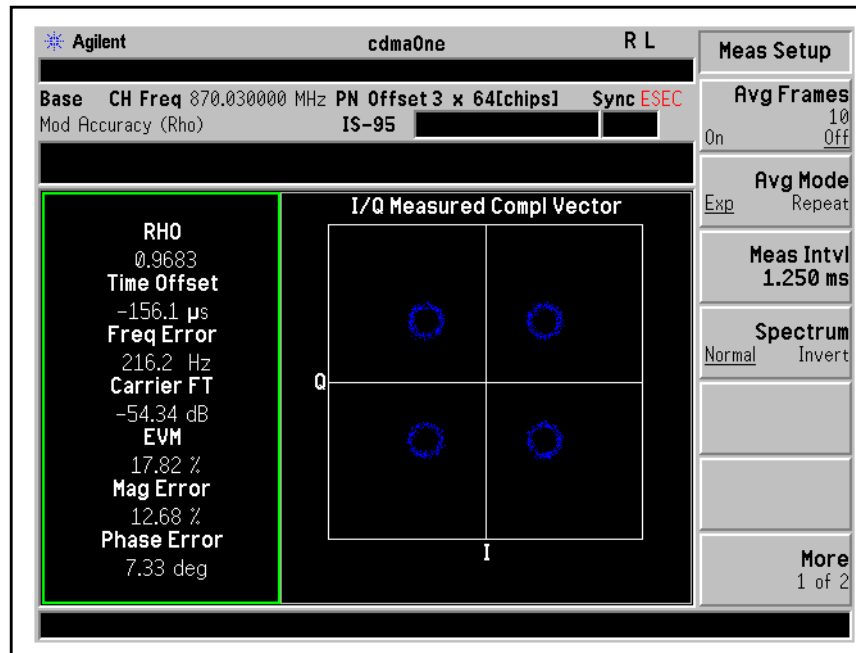 Agilent cdmaOne R L
Base CH Freq 870.030000 MHz PN Offset 3 x 64[chips] Sync ESEC
Mod Accuracy (Rho) IS-95
RHO
0.9683
Time Offset
-156.1 µs
Freq Error
216.2 Hz
Carrier FT
-54.34 dB
EVM
17.82 %
Mag Error
12.68 %
Phase Error
7.33 deg
I/Q Measured Compl Vector
Q
I
Meas Setup
Avg Frames
10
On Off
Avg Mode
Exp Repeat
Meas Intvl
1.250 ms
Spectrum
Normal Invert
More
1 of 2